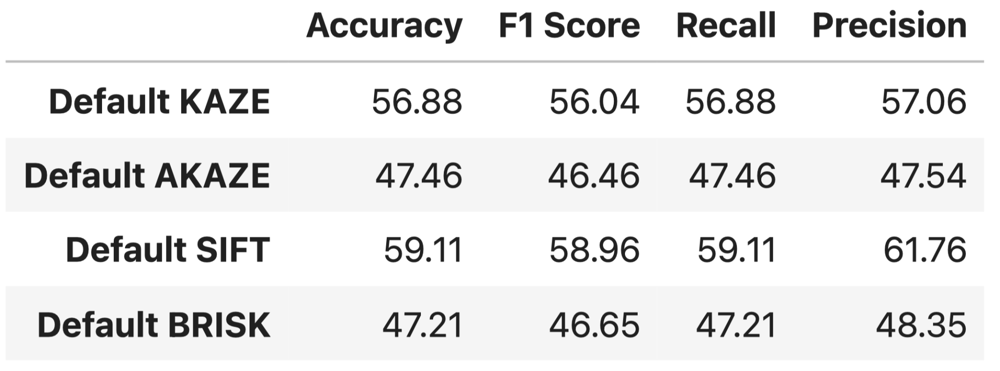 Accuracy F1 Score Recall Precision
Default KAZE 56.88 56.04 56.88 57.06
Default AKAZE 47.46 46.46 47.46 47.54
Default SIFT 59.11 58.96 59.11 61.76
Default BRISK 47.21 46.65 47.21 48.35